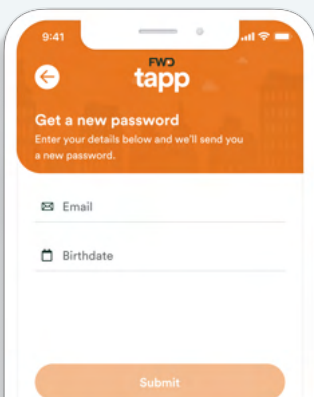 9:41
FWD
tapp
Get a new password
Enter your details below and we'll send you
a new password.
Email
Birthdate
Submit